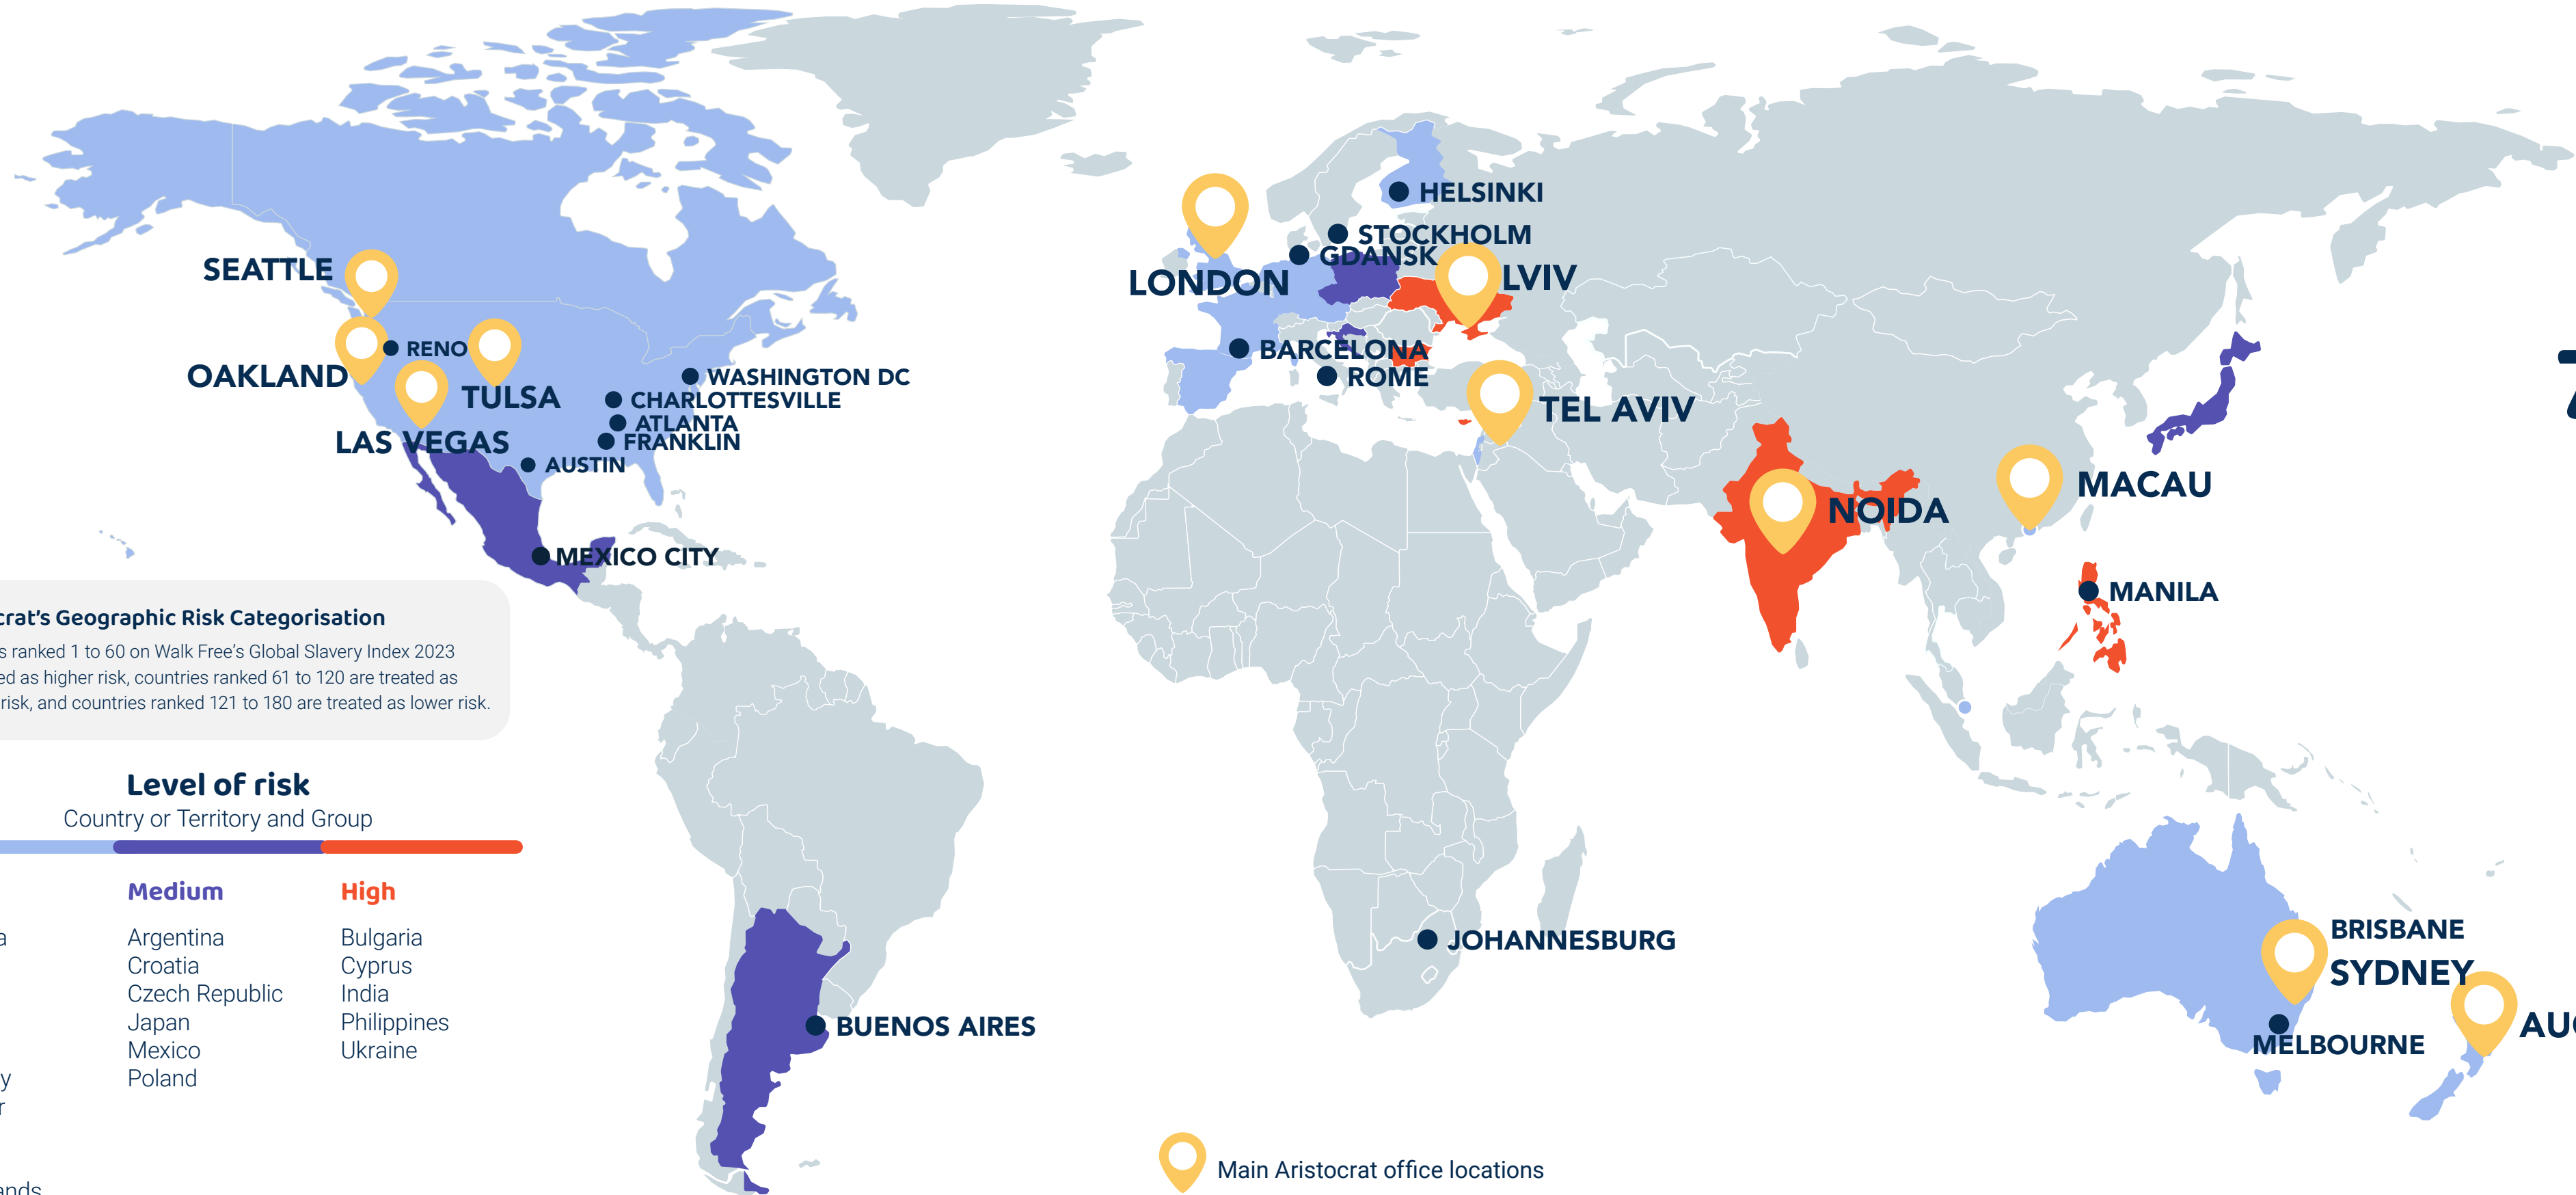 HELSINKI
STOCKHOLM
GDANSK
SEATTLE
LONDON
LVIV
RENO
BARCELONA
OAKLAND
WASHINGTON DC
ROME
TULSA
CHARLOTTESVILLE
TEL AVIV
ATLANTA
LAS VEGAS
FRANKLIN
AUSTIN
MACAU
NOIDA
MEXICO CITY
MANILA
crat's Geographic Risk Categorisation
s ranked 1 to 60 on Walk Free's Global Slavery Index 2023
ed as higher risk, countries ranked 61 to 120 are treated as
risk, and countries ranked 121 to 180 are treated as lower risk.
Level of risk
Country or Territory and Group
Medium
Argentina
Croatia
Czech Republic
Japan
Mexico
Poland
High
Bulgaria
Cyprus
India
Philippines
Ukraine
BRISBANE
JOHANNESBURG
SYDNEY
BUENOS AIRES
AUC
MELBOURNE
Main Aristocrat office locations